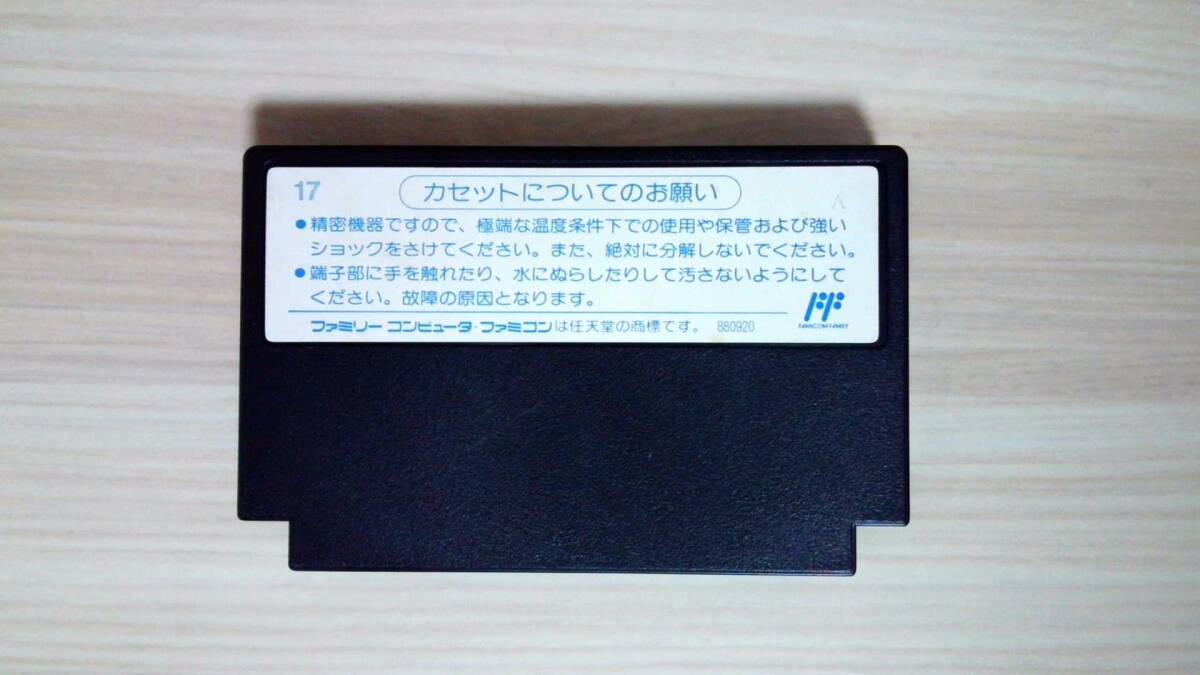 17
カセットについてのお願い
●精密機器ですので、極端な温度条件下での使用や保管および強い
ショックをさけてください。また、絶対に分解しないでください。
●端子部に手を触れたり、水にぬらしたりして汚さないようにして
ください。故障の原因となります。
FAMICOM FAMILY
ファミリー コンピュータ・ファミコンは任天堂の商標です。 880920